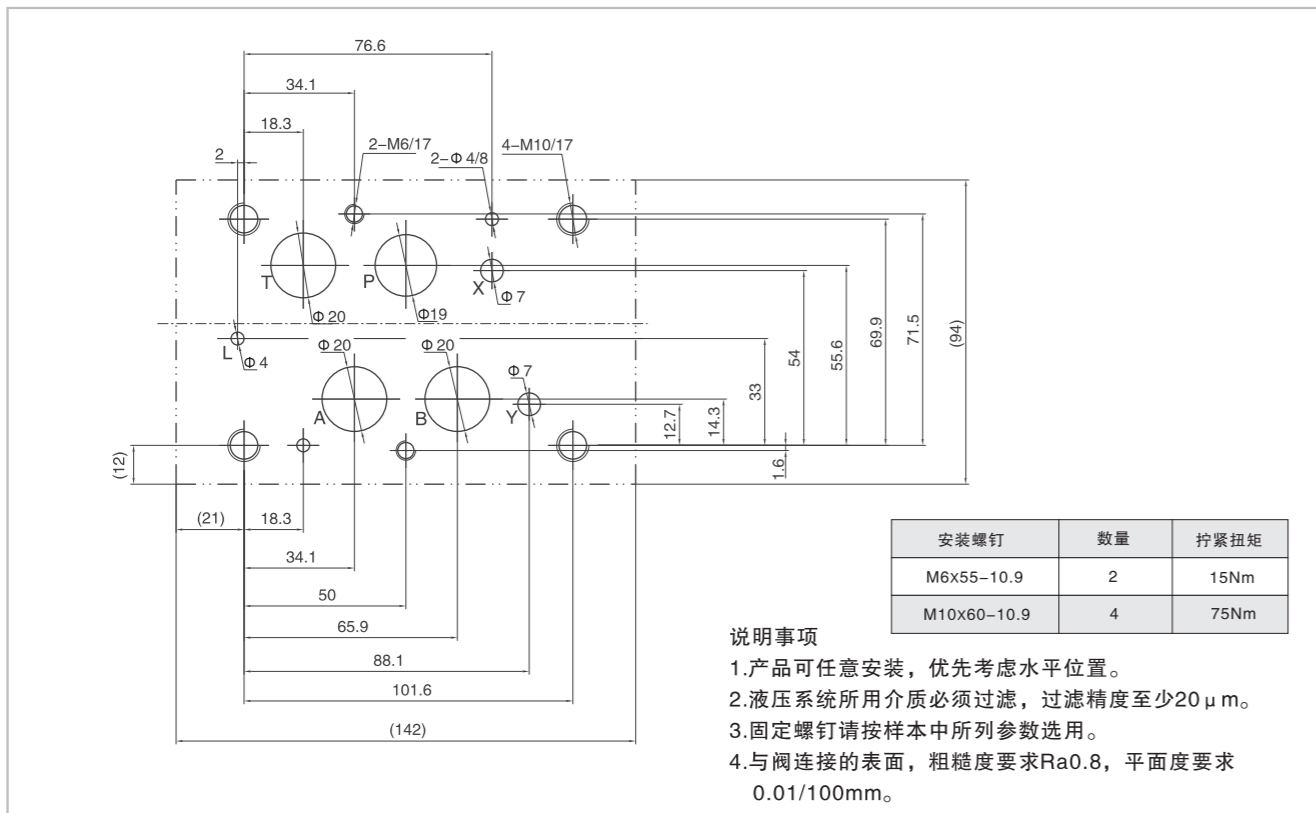 76.6
34.1
18.3
2
2-M6/17
2-Φ4/8
4-M10/17
T
P
X
Φ7
Φ20
Φ19
L
Φ4
Φ20
Φ20
Φ7
A
B
Y
12.7
14.3
33
54
55.6
69.9
71.5
(94)
1.6
(12)
(21)
18.3
34.1
50
65.9
88.1
101.6
(142)
安装螺钉 数量 拧紧扭矩
M6X55-10.9 2 15Nm
M10X60-10.9 4 75Nm
说明事项
1.产品可任意安装，优先考虑水平位置。
2.液压系统所用介质必须过滤，过滤精度至少20μm。
3.固定螺钉请按样本中所列参数选用。
4.与阀连接的表面，粗糙度要求Ra0.8，平面度要求
0.01/100mm。